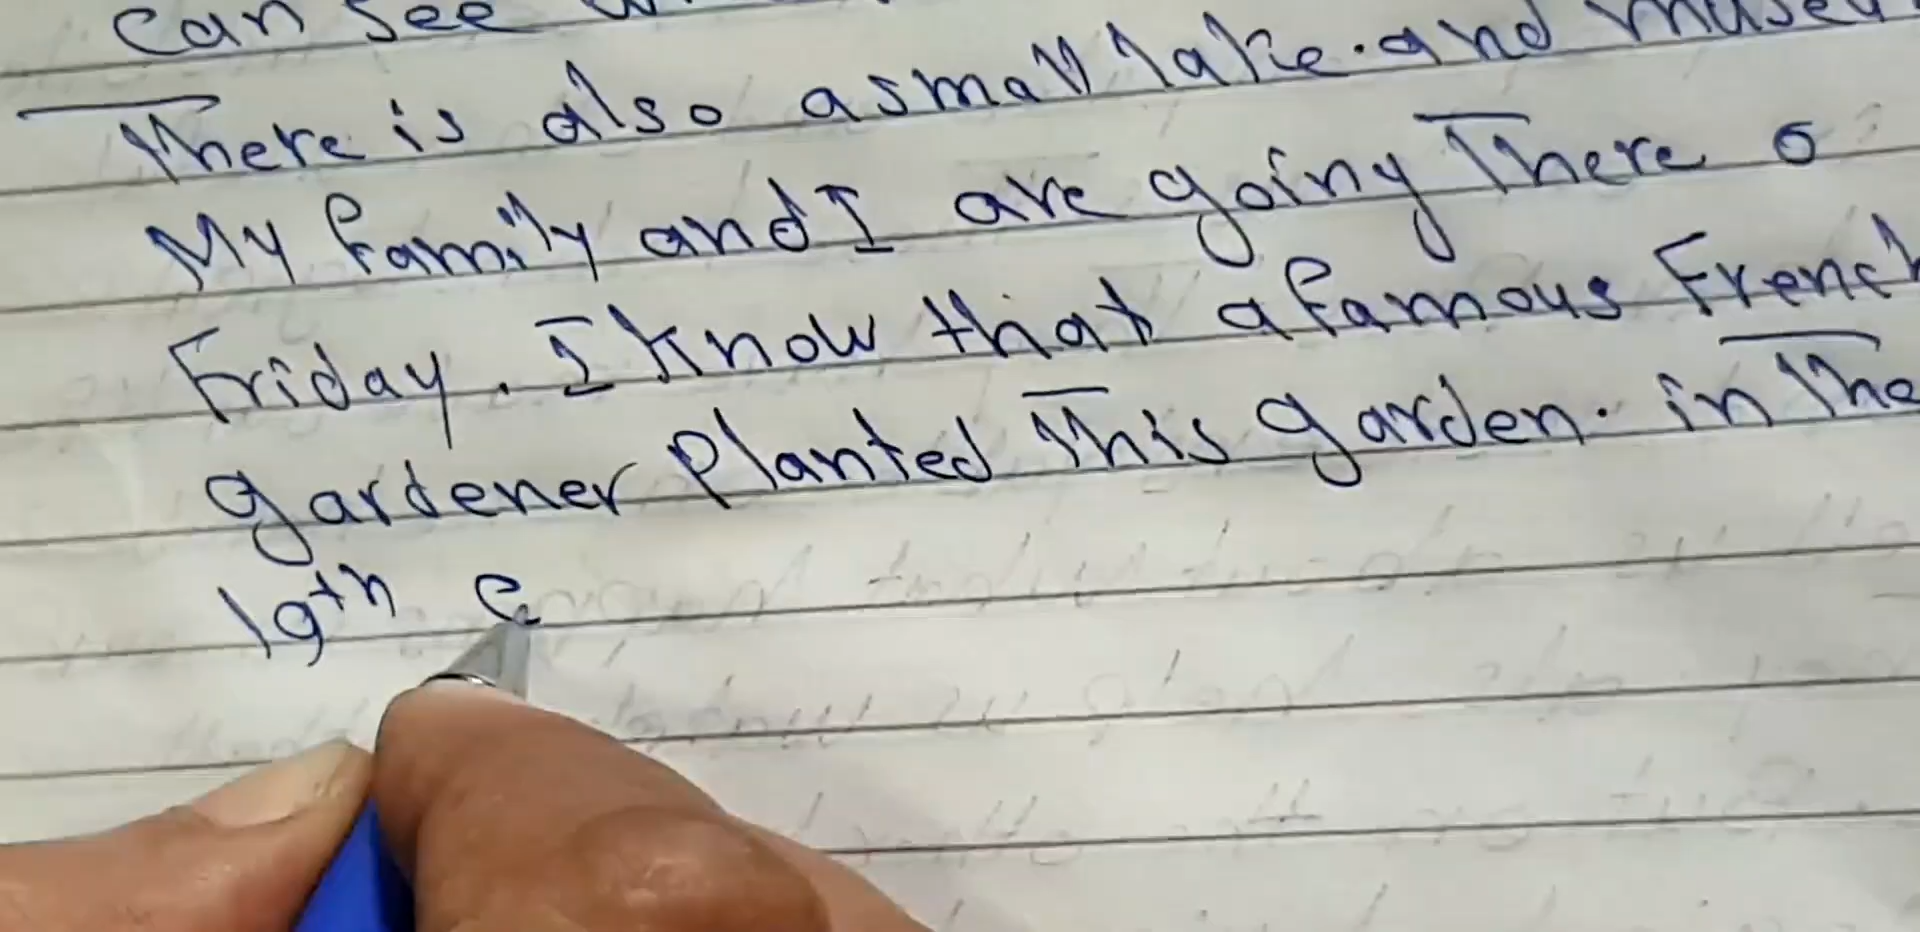 can see
There is also a small lake. and museu
My family and I are going There o
Friday. I know that a famous French
gardener Planted This garden. in The
19th c